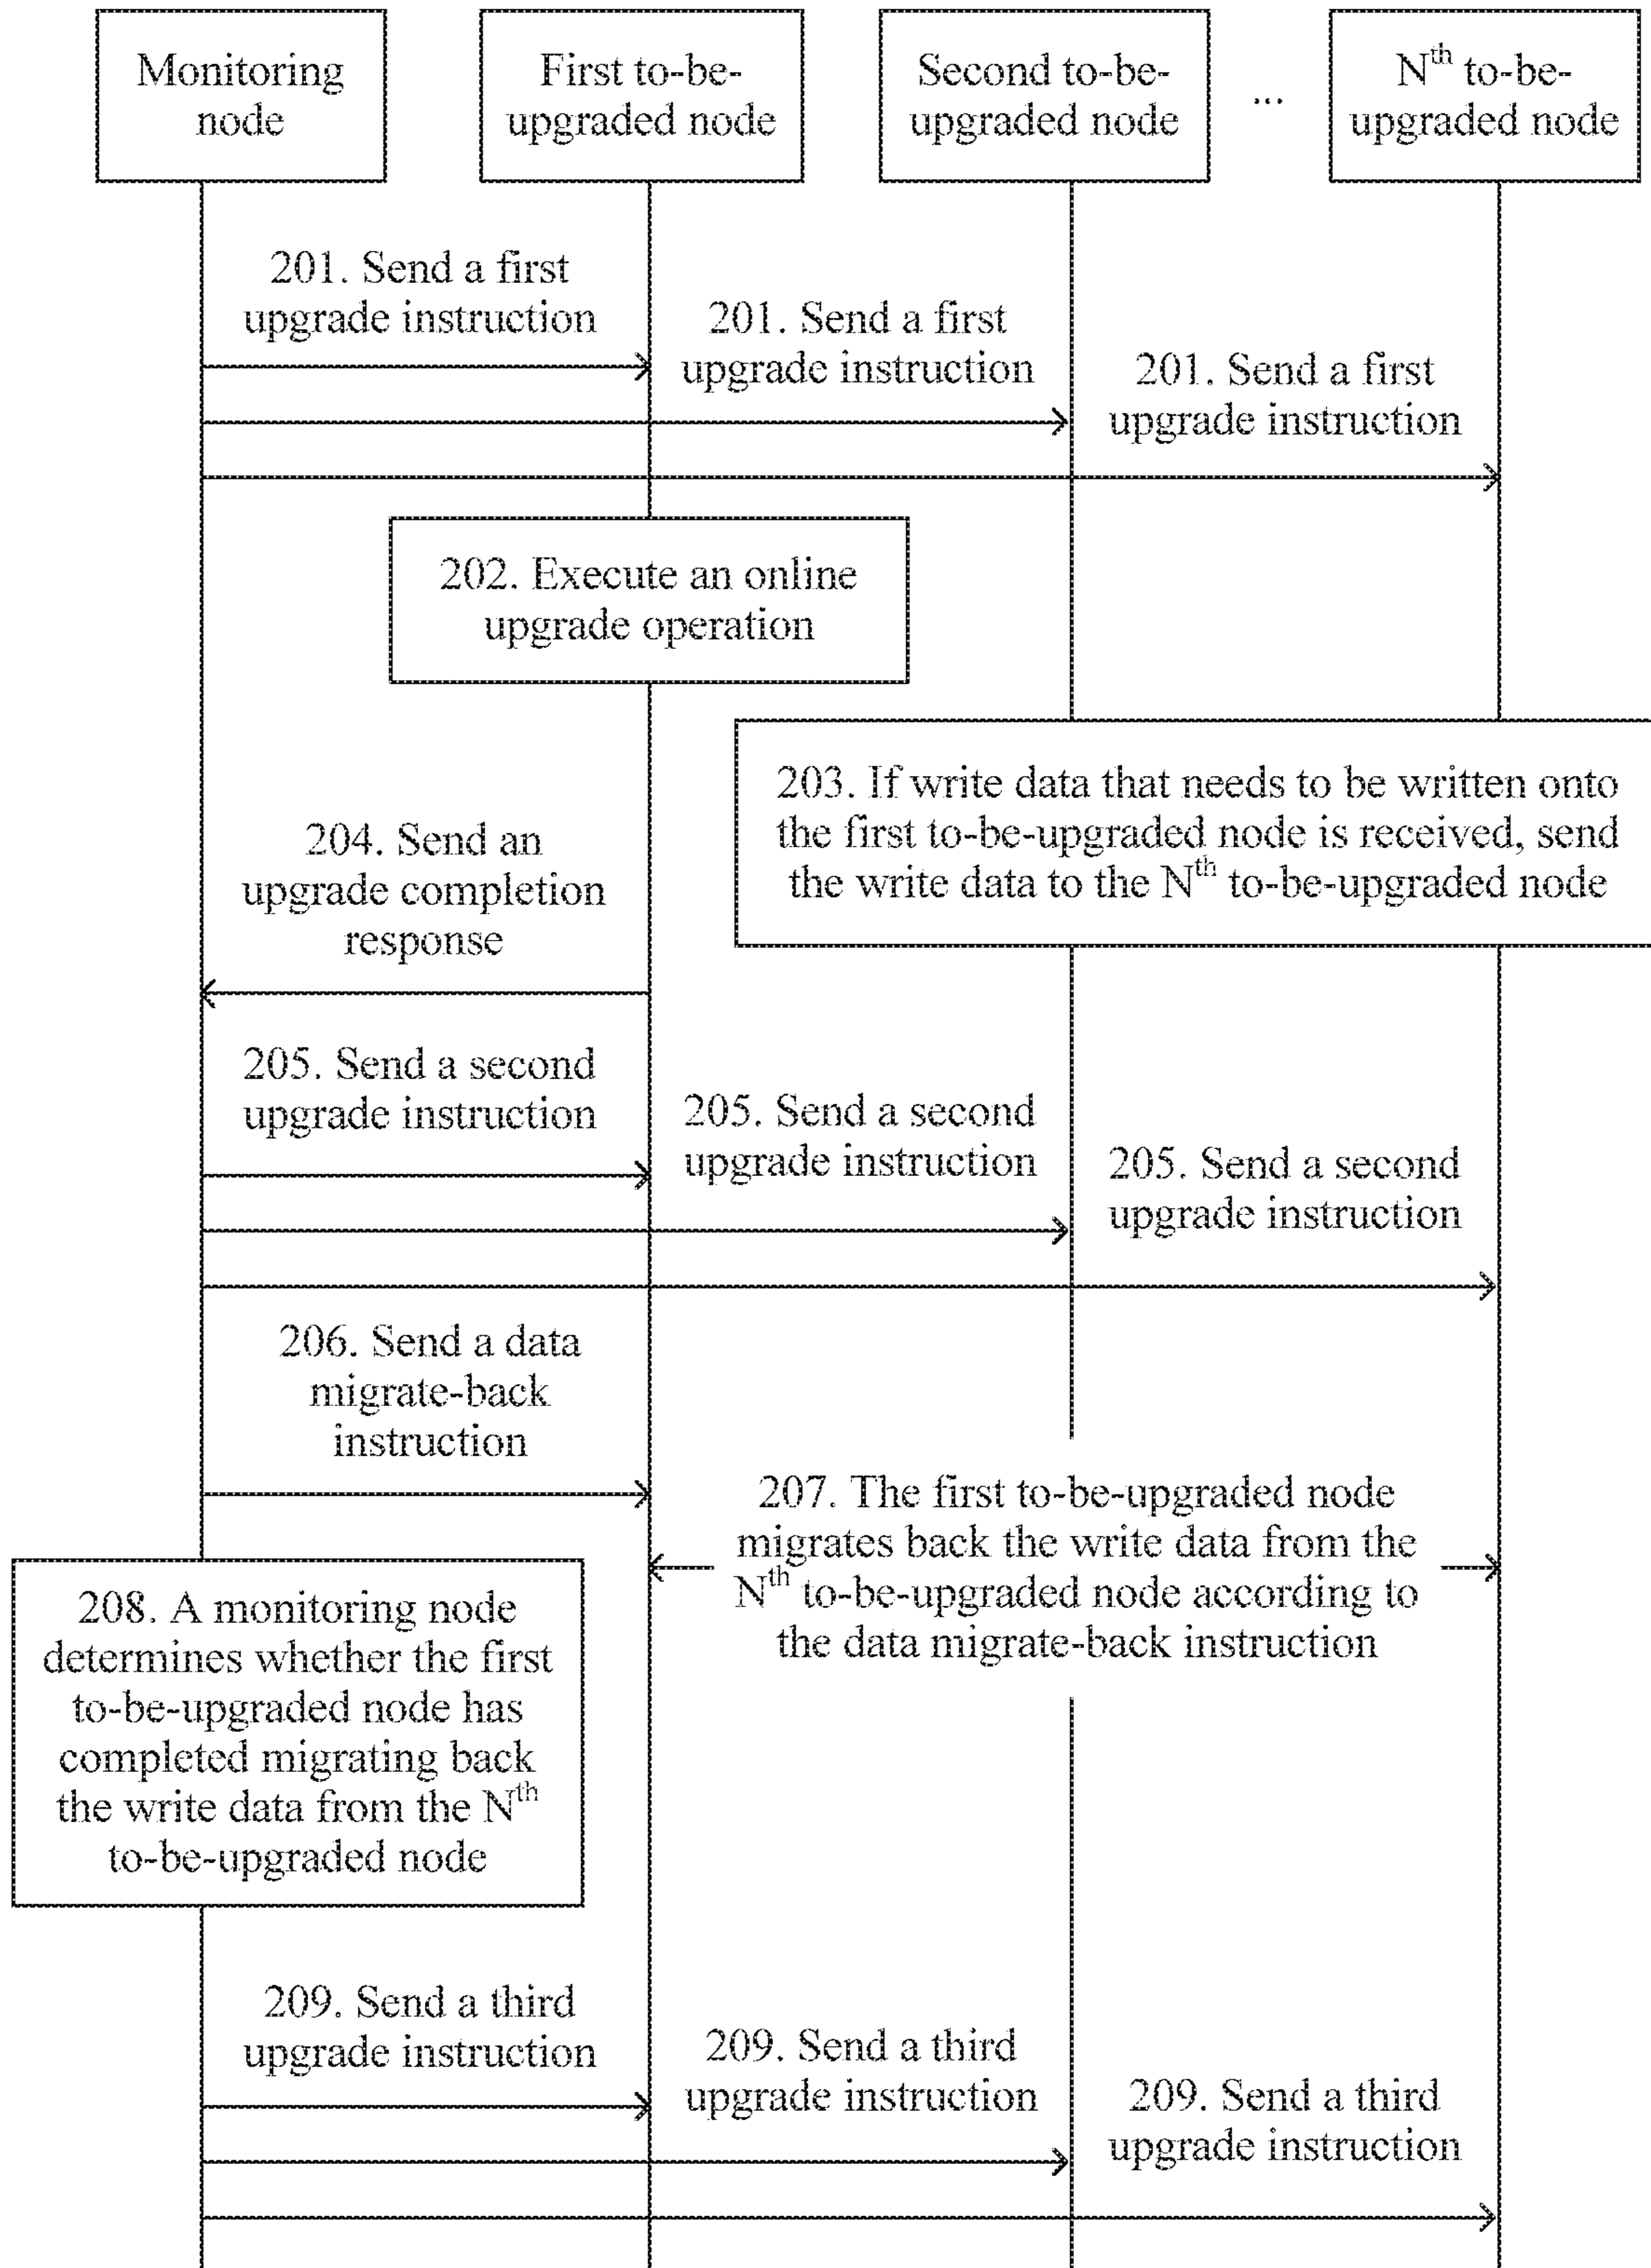 Monitoring
node
First to-be-
upgraded node
Second to-be-
upgraded node
...
Nth to-be-
upgraded node
201. Send a first
upgrade instruction
201. Send a first
upgrade instruction
201. Send a first
upgrade instruction
202. Execute an online
upgrade operation
203. If write data that needs to be written onto
the first to-be-upgraded node is received, send
the write data to the Nth to-be-upgraded node
204. Send an
upgrade completion
response
205. Send a second
upgrade instruction
205. Send a second
upgrade instruction
205. Send a second
upgrade instruction
206. Send a data
migrate-back
instruction
207. The first to-be-upgraded node
migrates back the write data from the
Nth to-be-upgraded node according to
the data migrate-back instruction
208. A monitoring node
determines whether the first
to-be-upgraded node has
completed migrating back
the write data from the Nth
to-be-upgraded node
209. Send a third
upgrade instruction
209. Send a third
upgrade instruction
209. Send a third
upgrade instruction